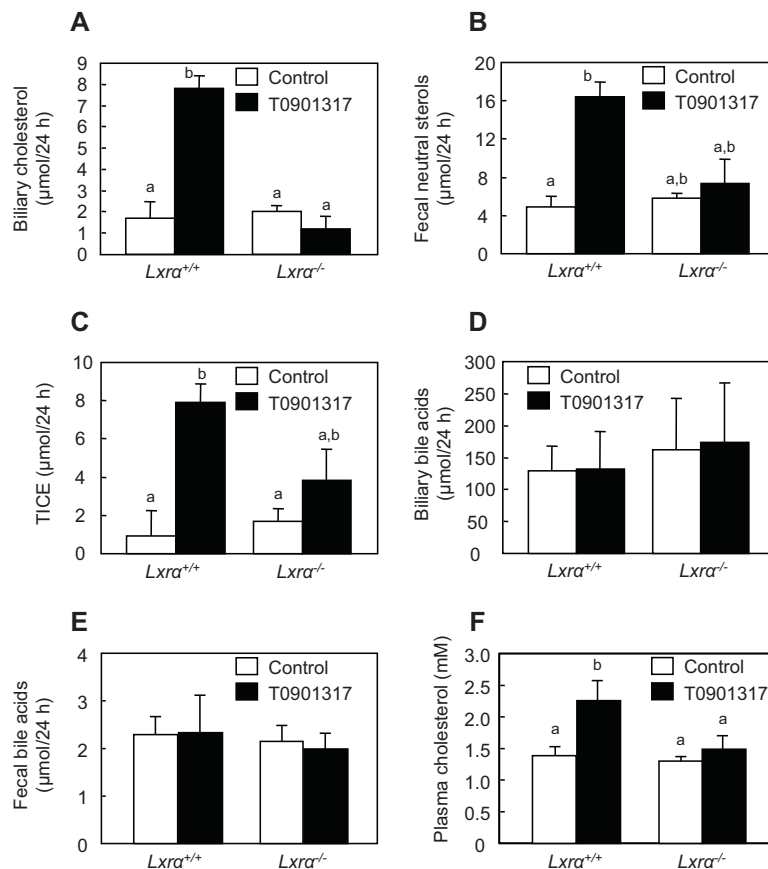 A
Biliary cholesterol
(µmol/24 h)
9
8
7
6
5
4
3
2
1
0
Control
T0901317
a
b
a
a
Lxrα+/+
Lxrα-/-
B
Fecal neutral sterols
(µmol/24 h)
20
16
12
8
4
0
Control
T0901317
a
b
a,b
a,b
Lxrα+/+
Lxrα-/-
C
TICE (µmol/24 h)
10
8
6
4
2
0
Control
T0901317
a
b
a
a,b
Lxrα+/+
Lxrα-/-
D
Biliary bile acids
(µmol/24 h)
300
250
200
150
100
50
0
Control
T0901317
Lxrα+/+
Lxrα-/-
E
Fecal bile acids
(µmol/24 h)
4
3
2
1
0
Control
T0901317
Lxrα+/+
Lxrα-/-
F
Plasma cholesterol (mM)
3.0
2.5
2.0
1.5
1.0
0.5
0
Control
T0901317
a
b
a
a
Lxrα+/+
Lxrα-/-